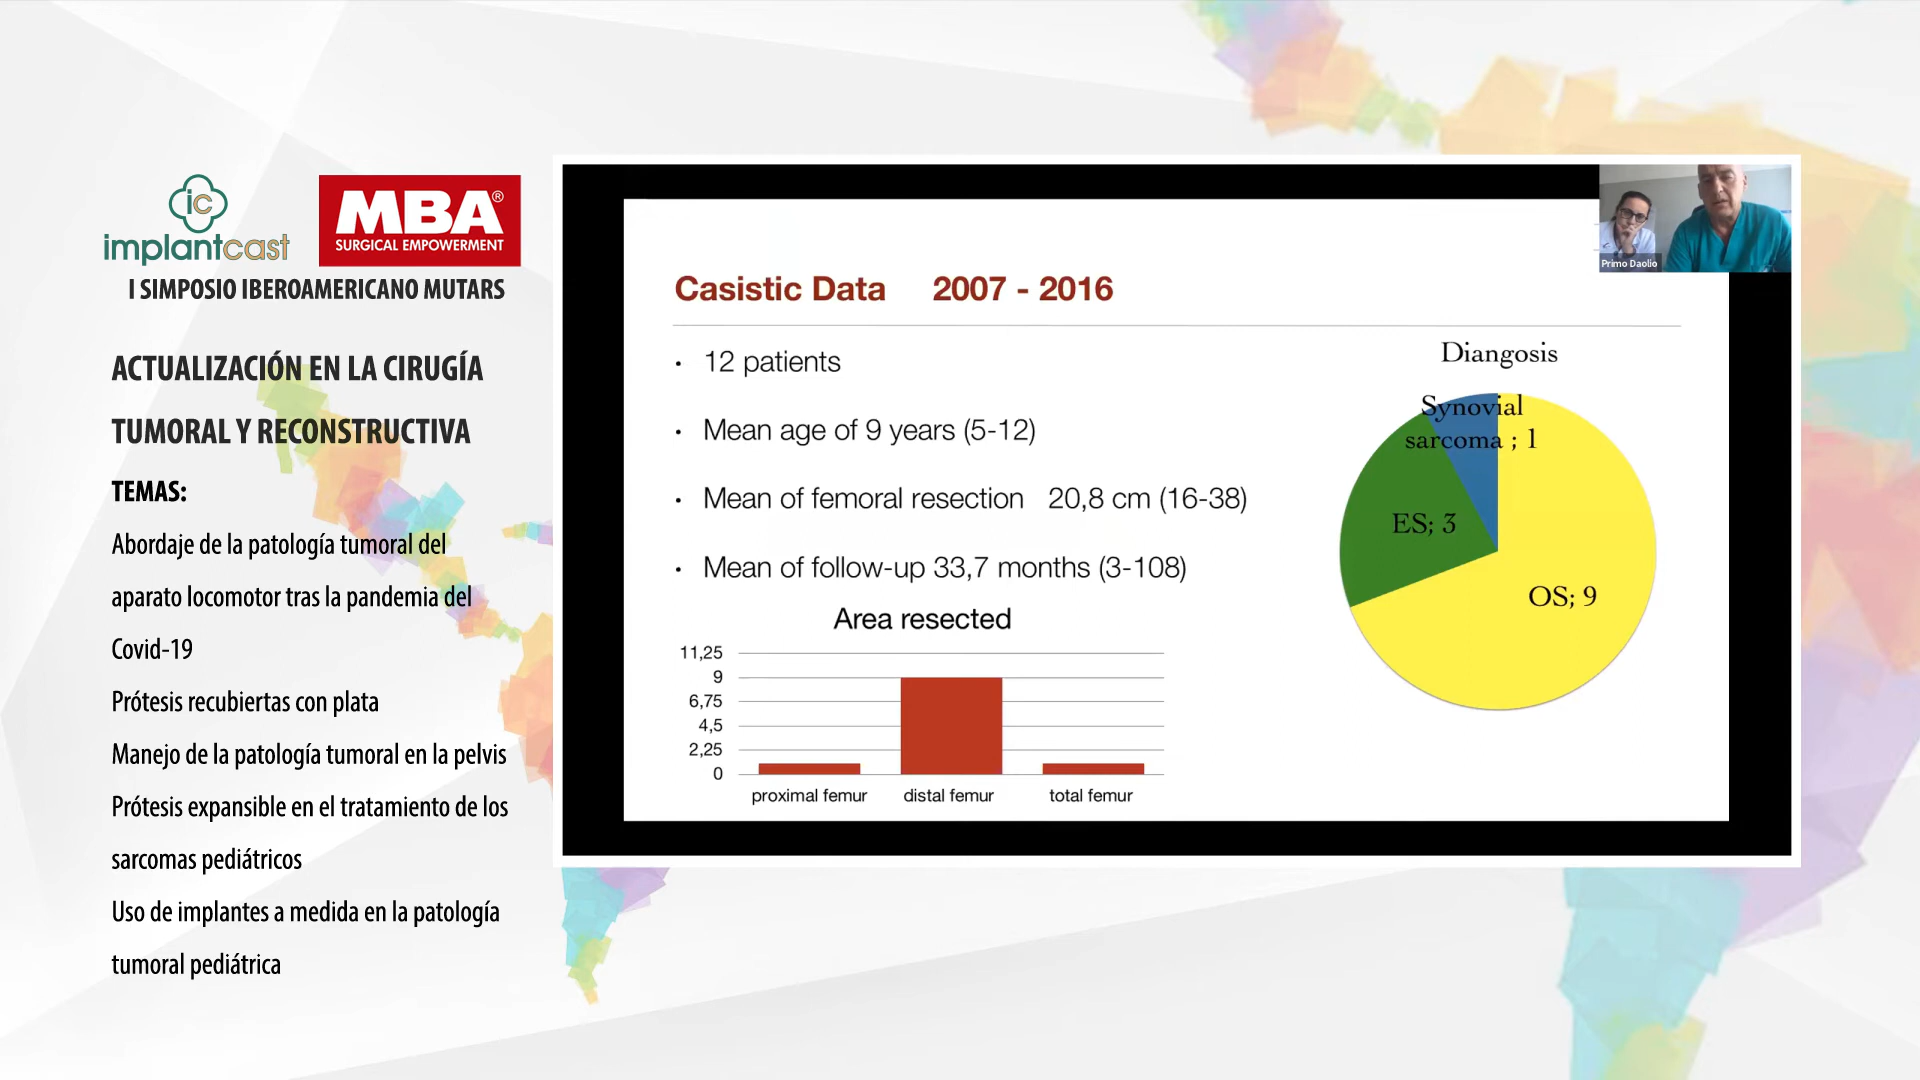 ic
implantcast
MBA®
SURGICAL EMPOWERMENT
I SIMPOSIO IBEROAMERICANO MUTARS
ACTUALIZACIÓN EN LA CIRUGÍA
TUMORAL Y RECONSTRUCTIVA
TEMAS:
Abordaje de la patología tumoral del
aparato locomotor tras la pandemia del
Covid-19
Prótesis recubiertas con plata
Manejo de la patología tumoral en la pelvis
Prótesis expansible en el tratamiento de los
sarcomas pediátricos
Uso de implantes a medida en la patología
tumoral pediátrica
Primo Daolio
Casistic Data 2007 - 2016
• 12 patients
• Mean age of 9 years (5-12)
• Mean of femoral resection 20,8 cm (16-38)
• Mean of follow-up 33,7 months (3-108)
Area resected
11,25
9
6,75
4,5
2,25
0
proximal femur distal femur total femur
Diangosis
Synovial
sarcoma ; 1
ES; 3
OS; 9